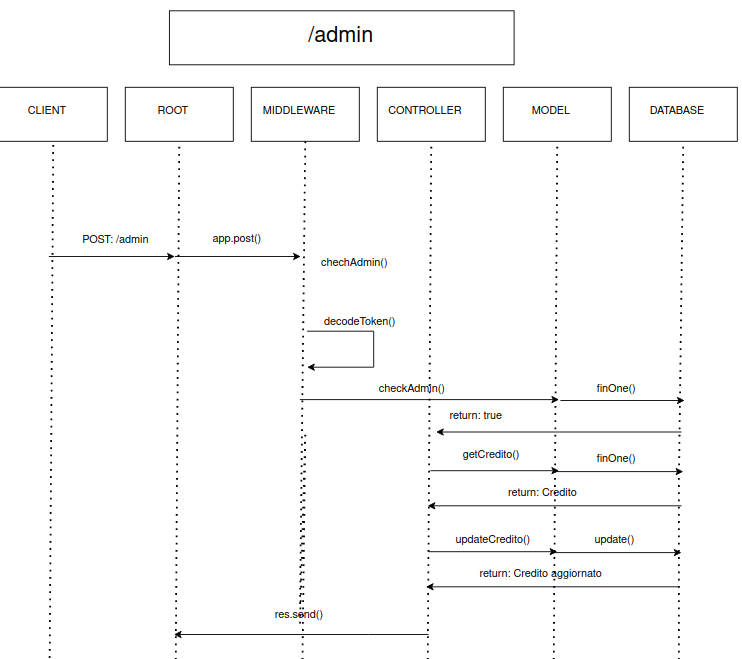 /admin
CLIENT
ROOT
MIDDLEWARE
CONTROLLER
MODEL
DATABASE
POST: /admin
app.post()
chechAdmin()
decodeToken()
checkAdmin()
finOne()
return: true
getCredito()
finOne()
return: Credito
updateCredito()
update()
return: Credito aggiornato
res.send()